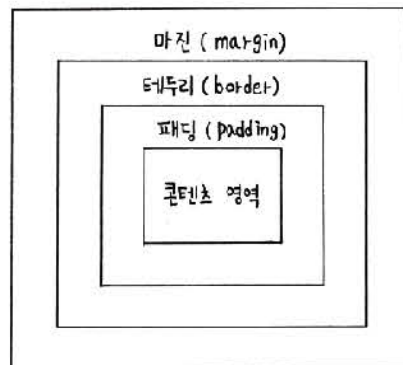 마진 ( margin)
테두리 ( border)
패딩 ( padding)
콘텐츠 영역